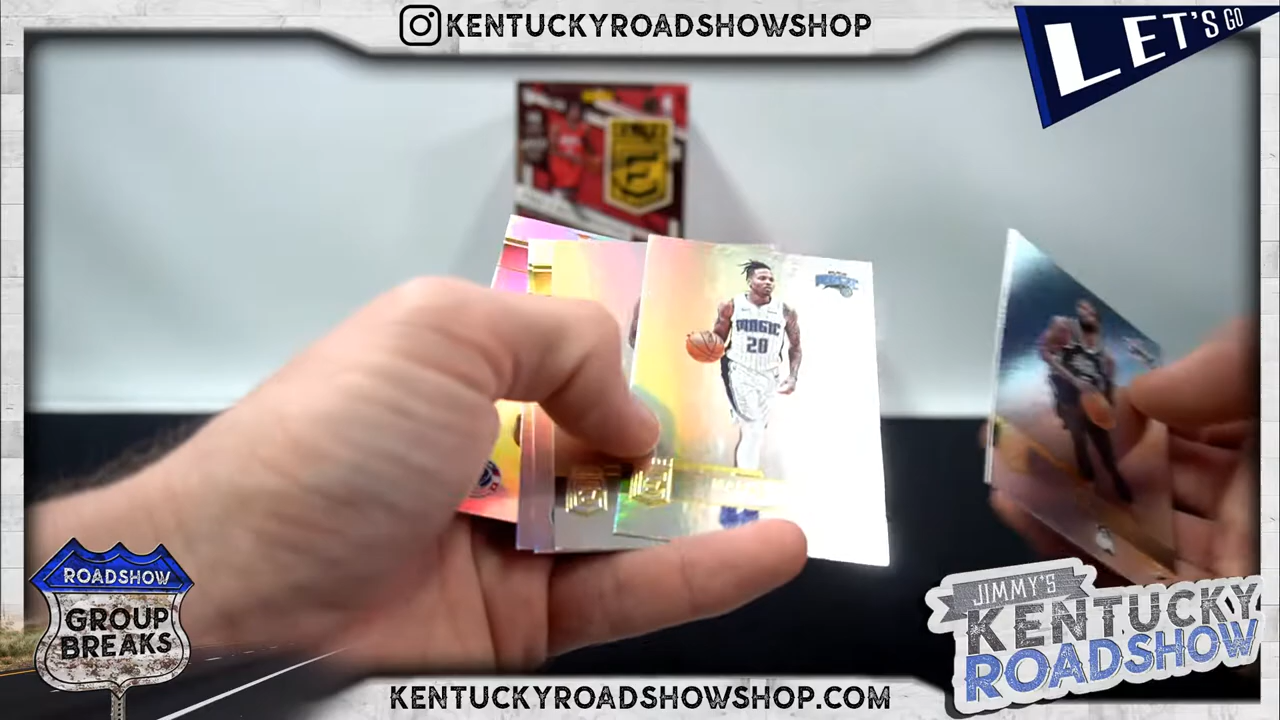 KENTUCKYROADSHOWSHOP
LET'S GO
MAGIC
20
ROADSHOW
GROUP
BREAKS
JIMMY'S
KENTUCKY
ROADSHOW
KENTUCKYROADSHOWSHOP.COM